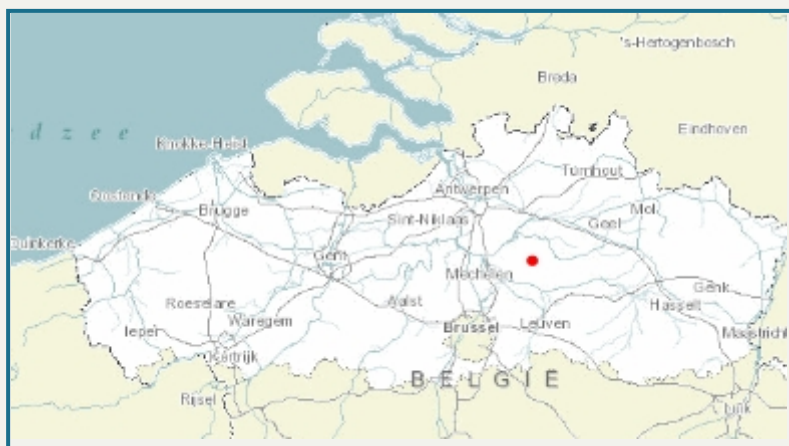 's-Hertogenbosch
Breda
dzee
Eindhoven
Knokke-Heist
Turnhout
Antwerpen
Oostende
Mol
Brugge
Sint-Niklaas
Geel
Duinkerke
Gent
Mechelen
Genk
Roeselare
Aalst
Hasselt
Waregem
Ieper
Brussel
Leuven
Maastricht
Kortrijk
BELGIË
Rijsel
Luik